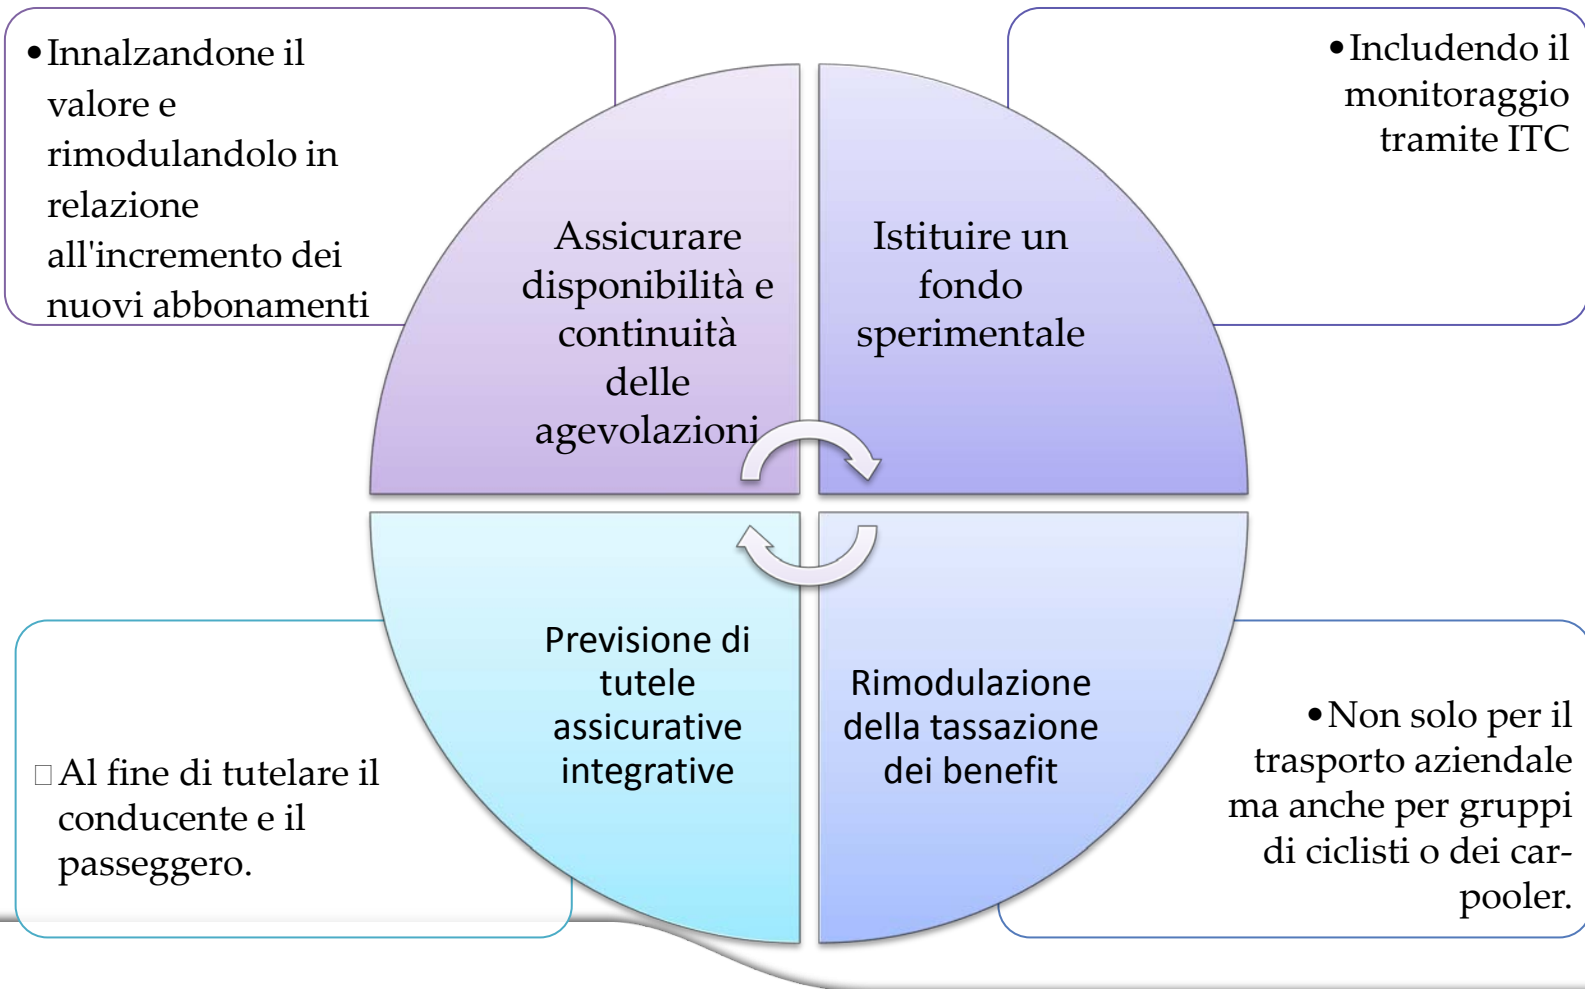 •Innalzandone il
valore e
rimodulandolo in
relazione
all'incremento dei
nuovi abbonamenti
•Includendo il
monitoraggio
tramite ITC
Assicurare
disponibilità e
continuità
delle
agevolazioni
Istituire un
fondo
sperimentale
Previsione di
tutele
assicurative
integrative
Rimodulazione
della tassazione
dei benefit
□Al fine di tutelare il
conducente e il
passeggero.
•Non solo per il
trasporto aziendale
ma anche per gruppi
di ciclisti o dei car-
pooler.